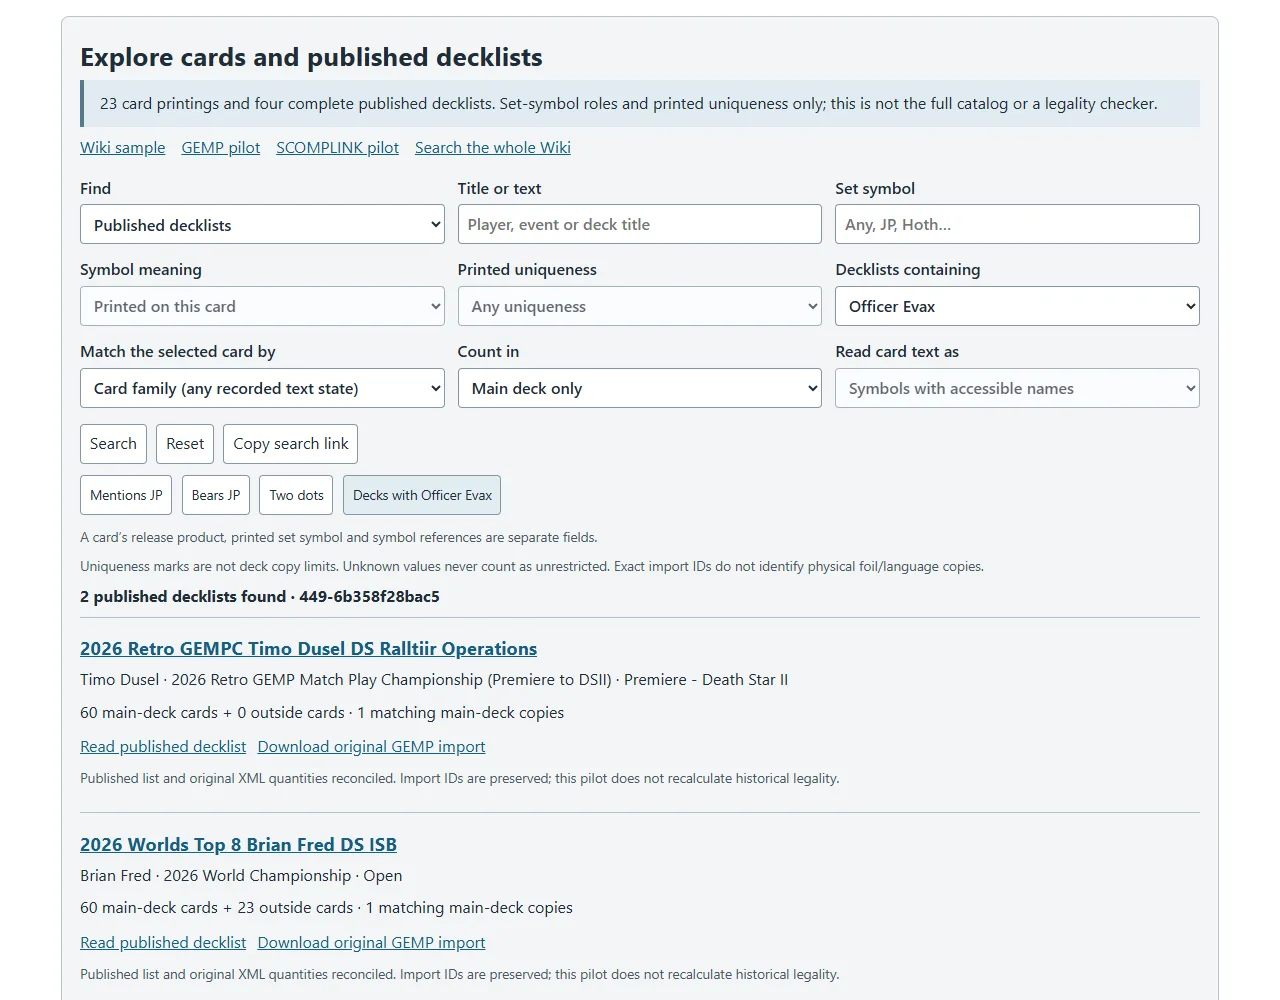 Explore cards and published decklists
23 card printings and four complete published decklists. Set-symbol roles and printed uniqueness only; this is not the full catalog or a legality checker.
Wiki sample GEMP pilot SCOMPLINK pilot Search the whole Wiki
Find Title or text Set symbol
Published decklists Player, event or deck title Any, JP, Hoth...
Symbol meaning Printed uniqueness Decklists containing
Printed on this card Any uniqueness Officer Evax
Match the selected card by Count in Read card text as
Card family (any recorded text state) Main deck only Symbols with accessible names
Search Reset Copy search link
Mentions JP Bears JP Two dots Decks with Officer Evax
A card's release product, printed set symbol and symbol references are separate fields.
Uniqueness marks are not deck copy limits. Unknown values never count as unrestricted. Exact import IDs do not identify physical foil/language copies.
2 published decklists found · 449-6b358f28bac5
2026 Retro GEMPC Timo Dusel DS Ralltiir Operations
Timo Dusel · 2026 Retro GEMP Match Play Championship (Premiere to DSII) · Premiere - Death Star II
60 main-deck cards + 0 outside cards · 1 matching main-deck copies
Read published decklist Download original GEMP import
Published list and original XML quantities reconciled. Import IDs are preserved; this pilot does not recalculate historical legality.
2026 Worlds Top 8 Brian Fred DS ISB
Brian Fred · 2026 World Championship · Open
60 main-deck cards + 23 outside cards · 1 matching main-deck copies
Read published decklist Download original GEMP import
Published list and original XML quantities reconciled. Import IDs are preserved; this pilot does not recalculate historical legality.